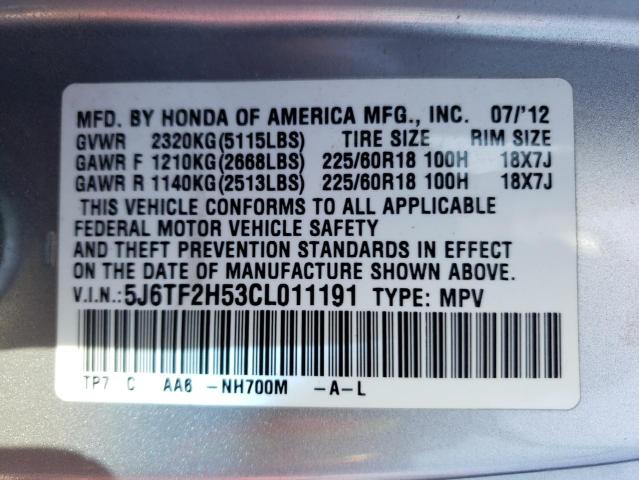 MFD. BY HONDA OF AMERICA MFG., INC. 07/'12
GVWR 2320KG(5115LBS) TIRE SIZE RIM SIZE
GAWR F 1210KG(2668LBS) 225/60R18 100H 18X7J
GAWR R 1140KG(2513LBS) 225/60R18 100H 18X7J
THIS VEHICLE CONFORMS TO ALL APPLICABLE
FEDERAL MOTOR VEHICLE SAFETY
AND THEFT PREVENTION STANDARDS IN EFFECT
ON THE DATE OF MANUFACTURE SHOWN ABOVE.
V.I.N.:5J6TF2H53CL011191 TYPE: MPV
TP7 C AA6 -NH700M -A-L